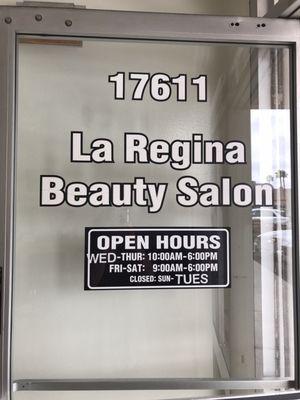 17611
La Regina
Beauty Salon
OPEN HOURS
WED-THUR: 10:00AM-6:00PM
FRI-SAT: 9:00AM-6:00PM
CLOSED: SUN-TUES